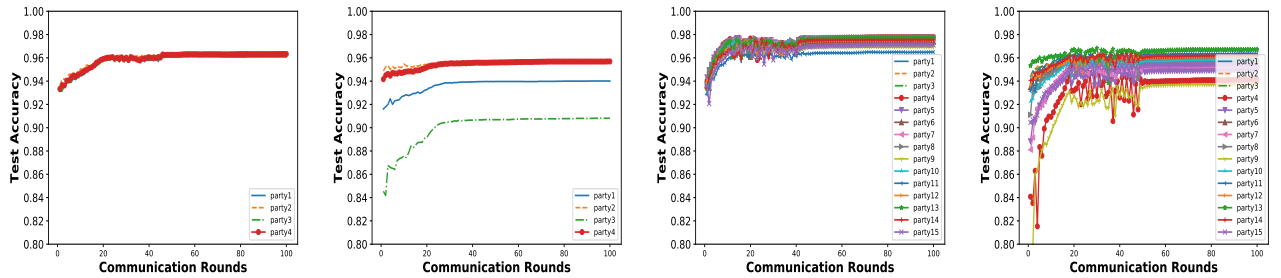 1.00
0.98
0.96
0.94
0.92
0.90
0.88
0.86
0.84
0.82
0.80
Test Accuracy
0 20 40 60 80 100
Communication Rounds
party1
party2
party3
party4
1.00
0.98
0.96
0.94
0.92
0.90
0.88
0.86
0.84
0.82
0.80
Test Accuracy
0 20 40 60 80 100
Communication Rounds
party1
party2
party3
party4
1.00
0.98
0.96
0.94
0.92
0.90
0.88
0.86
0.84
0.82
0.80
Test Accuracy
0 20 40 60 80 100
Communication Rounds
party1
party2
party3
party4
party5
party6
party7
party8
party9
party10
party11
party12
party13
party14
party15
1.00
0.98
0.96
0.94
0.92
0.90
0.88
0.86
0.84
0.82
0.80
Test Accuracy
0 20 40 60 80 100
Communication Rounds
party1
party2
party3
party4
party5
party6
party7
party8
party9
party10
party11
party12
party13
party14
party15